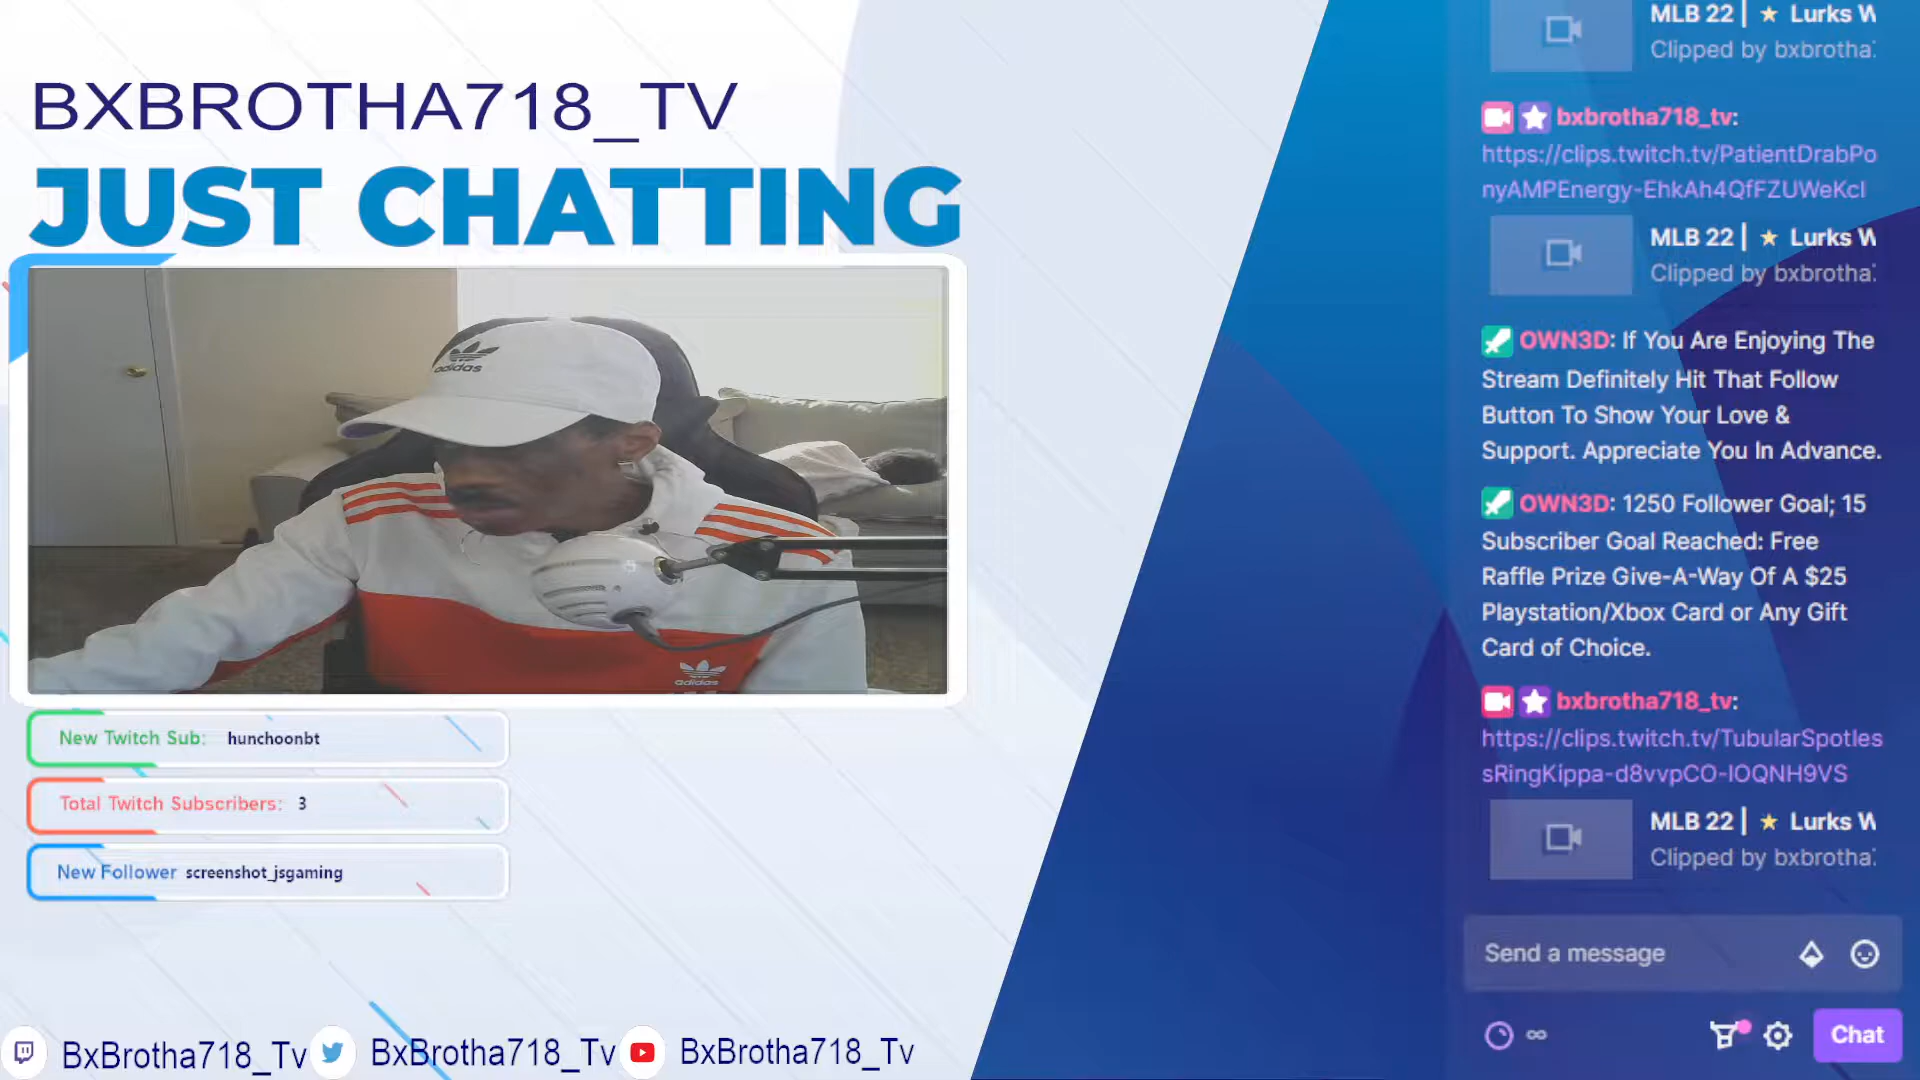 BXBROTHA718_TV
JUST CHATTING
adidas
adidas
New Twitch Sub: hunchoonbt
Total Twitch Subscribers: 3
New Follower screenshot_jsgaming
BxBrotha718_Tv
BxBrotha718_Tv
BxBrotha718_Tv
MLB 22 | ★ Lurks W
Clipped by bxbrotha
bxbrotha718_tv:
https://clips.twitch.tv/PatientDrabPo
nyAMPEnergy-EhkAh4QfFZUWeKcI
MLB 22 | ★ Lurks W
Clipped by bxbrotha
OWN3D: If You Are Enjoying The
Stream Definitely Hit That Follow
Button To Show Your Love &
Support. Appreciate You In Advance.
OWN3D: 1250 Follower Goal; 15
Subscriber Goal Reached: Free
Raffle Prize Give-A-Way Of A $25
Playstation/Xbox Card or Any Gift
Card of Choice.
bxbrotha718_tv:
https://clips.twitch.tv/TubularSpotles
sRingKippa-d8vvpCO-IOQNH9VS
MLB 22 | ★ Lurks W
Clipped by bxbrotha
Send a message
Chat